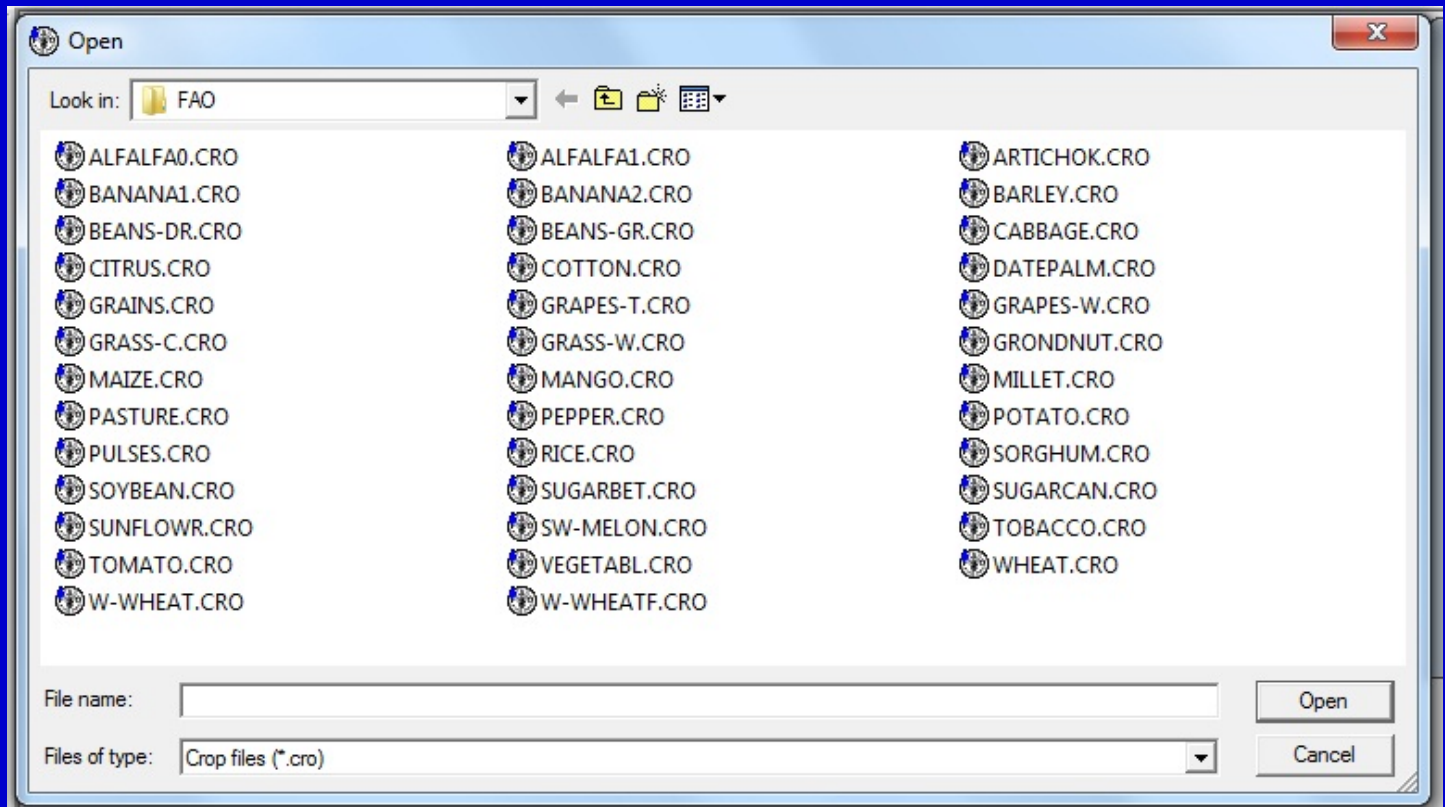 Open
Look in: FAO
ALFALFA0.CRO ALFALFA1.CRO ARTICHOK.CRO
BANANA1.CRO BANANA2.CRO BARLEY.CRO
BEANS-DR.CRO BEANS-GR.CRO CABBAGE.CRO
CITRUS.CRO COTTON.CRO DATEPALM.CRO
GRAINS.CRO GRAPES-T.CRO GRAPES-W.CRO
GRASS-C.CRO GRASS-W.CRO GRONDNUT.CRO
MAIZE.CRO MANGO.CRO MILLET.CRO
PASTURE.CRO PEPPER.CRO POTATO.CRO
PULSES.CRO RICE.CRO SORGHUM.CRO
SOYBEAN.CRO SUGARBET.CRO SUGARCAN.CRO
SUNFLOWR.CRO SW-MELON.CRO TOBACCO.CRO
TOMATO.CRO VEGETABL.CRO WHEAT.CRO
W-WHEAT.CRO W-WHEATF.CRO
File name: Open
Files of type: Crop files (*.cro) Cancel